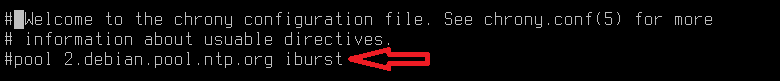 # Welcome to the chrony configuration file. See chrony.conf(5) for more
# information about usuable directives.
#pool 2.debian.pool.ntp.org iburst